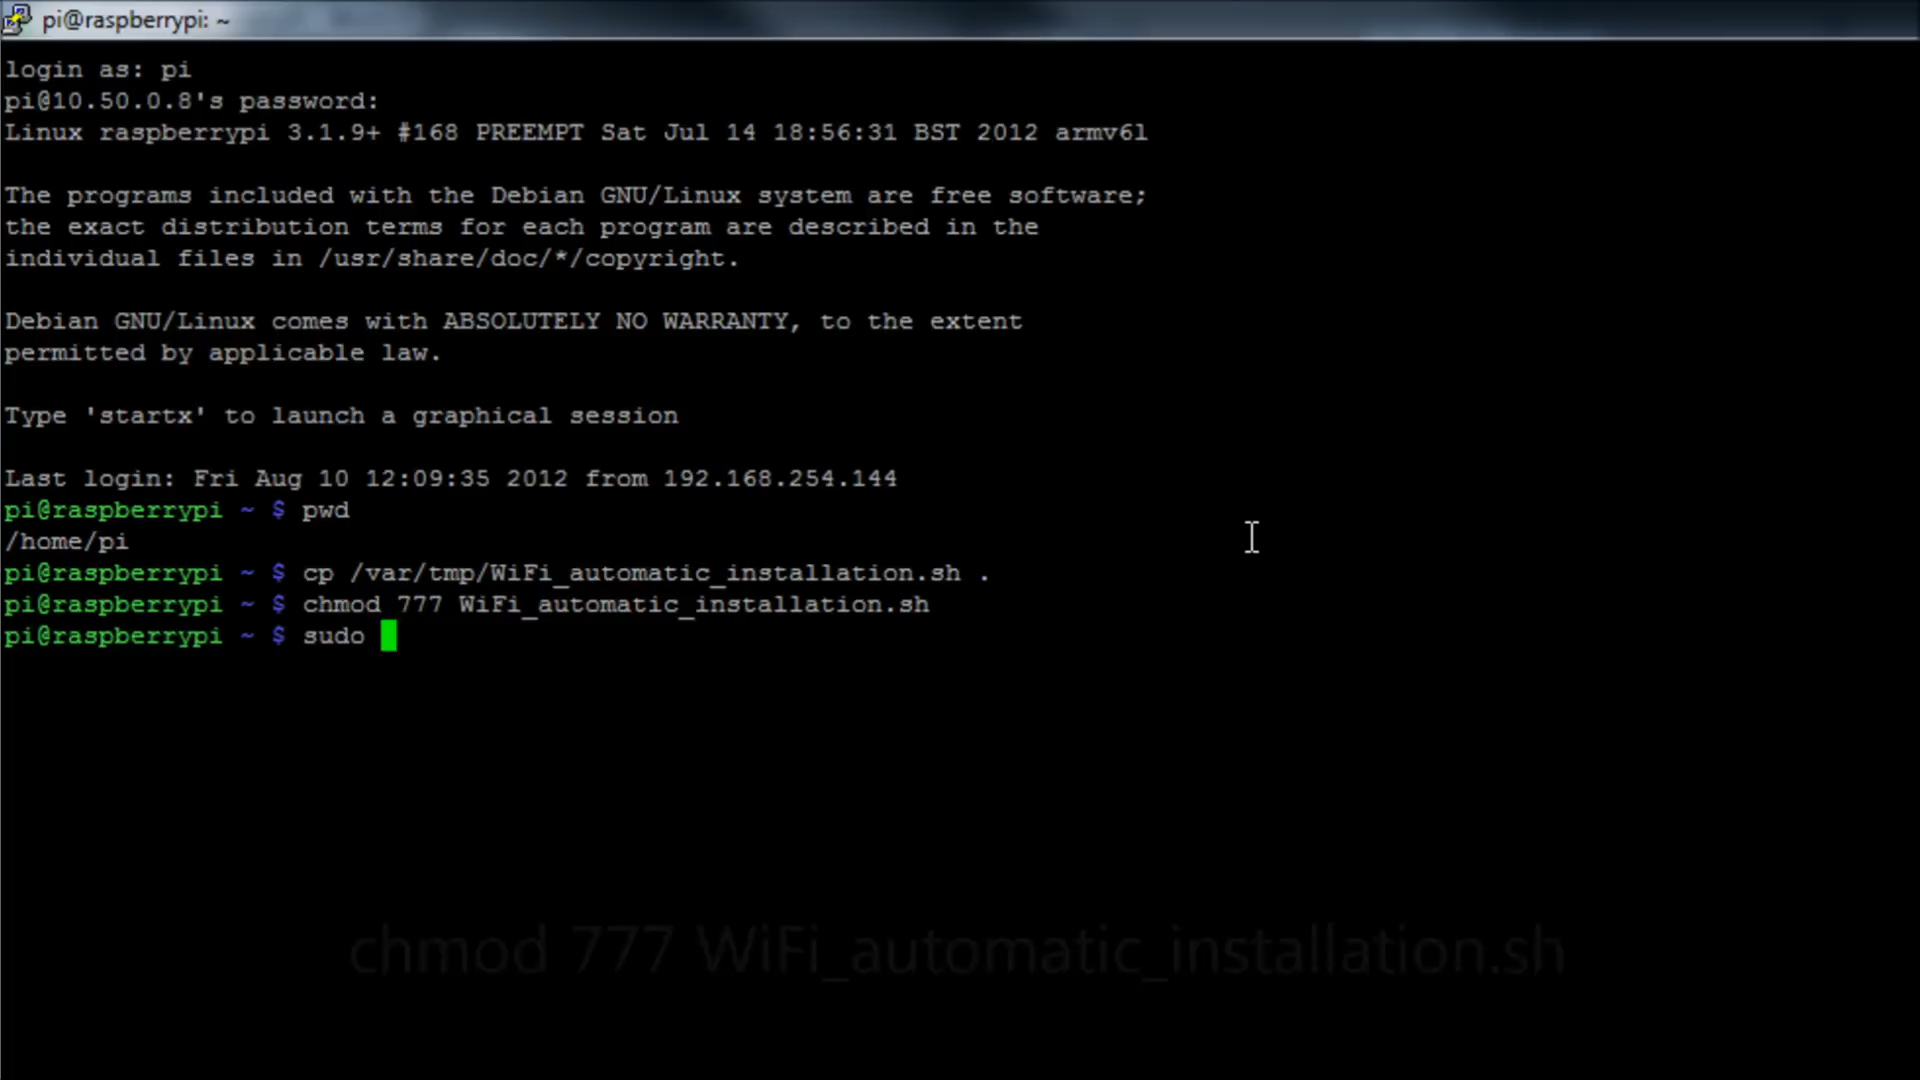 pi@raspberrypi: ~
login as: pi
pi@10.50.0.8's password:
Linux raspberrypi 3.1.9+ #168 PREEMPT Sat Jul 14 18:56:31 BST 2012 armv6l
The programs included with the Debian GNU/Linux system are free software;
the exact distribution terms for each program are described in the
individual files in /usr/share/doc/*/copyright.
Debian GNU/Linux comes with ABSOLUTELY NO WARRANTY, to the extent
permitted by applicable law.
Type 'startx' to launch a graphical session
Last login: Fri Aug 10 12:09:35 2012 from 192.168.254.144
pi@raspberrypi ~ $ pwd
/home/pi
pi@raspberrypi ~ $ cp /var/tmp/WiFi_automatic_installation.sh .
pi@raspberrypi ~ $ chmod 777 WiFi_automatic_installation.sh
pi@raspberrypi ~ $ sudo
chmod 777 WiFi_automatic_installation.sh